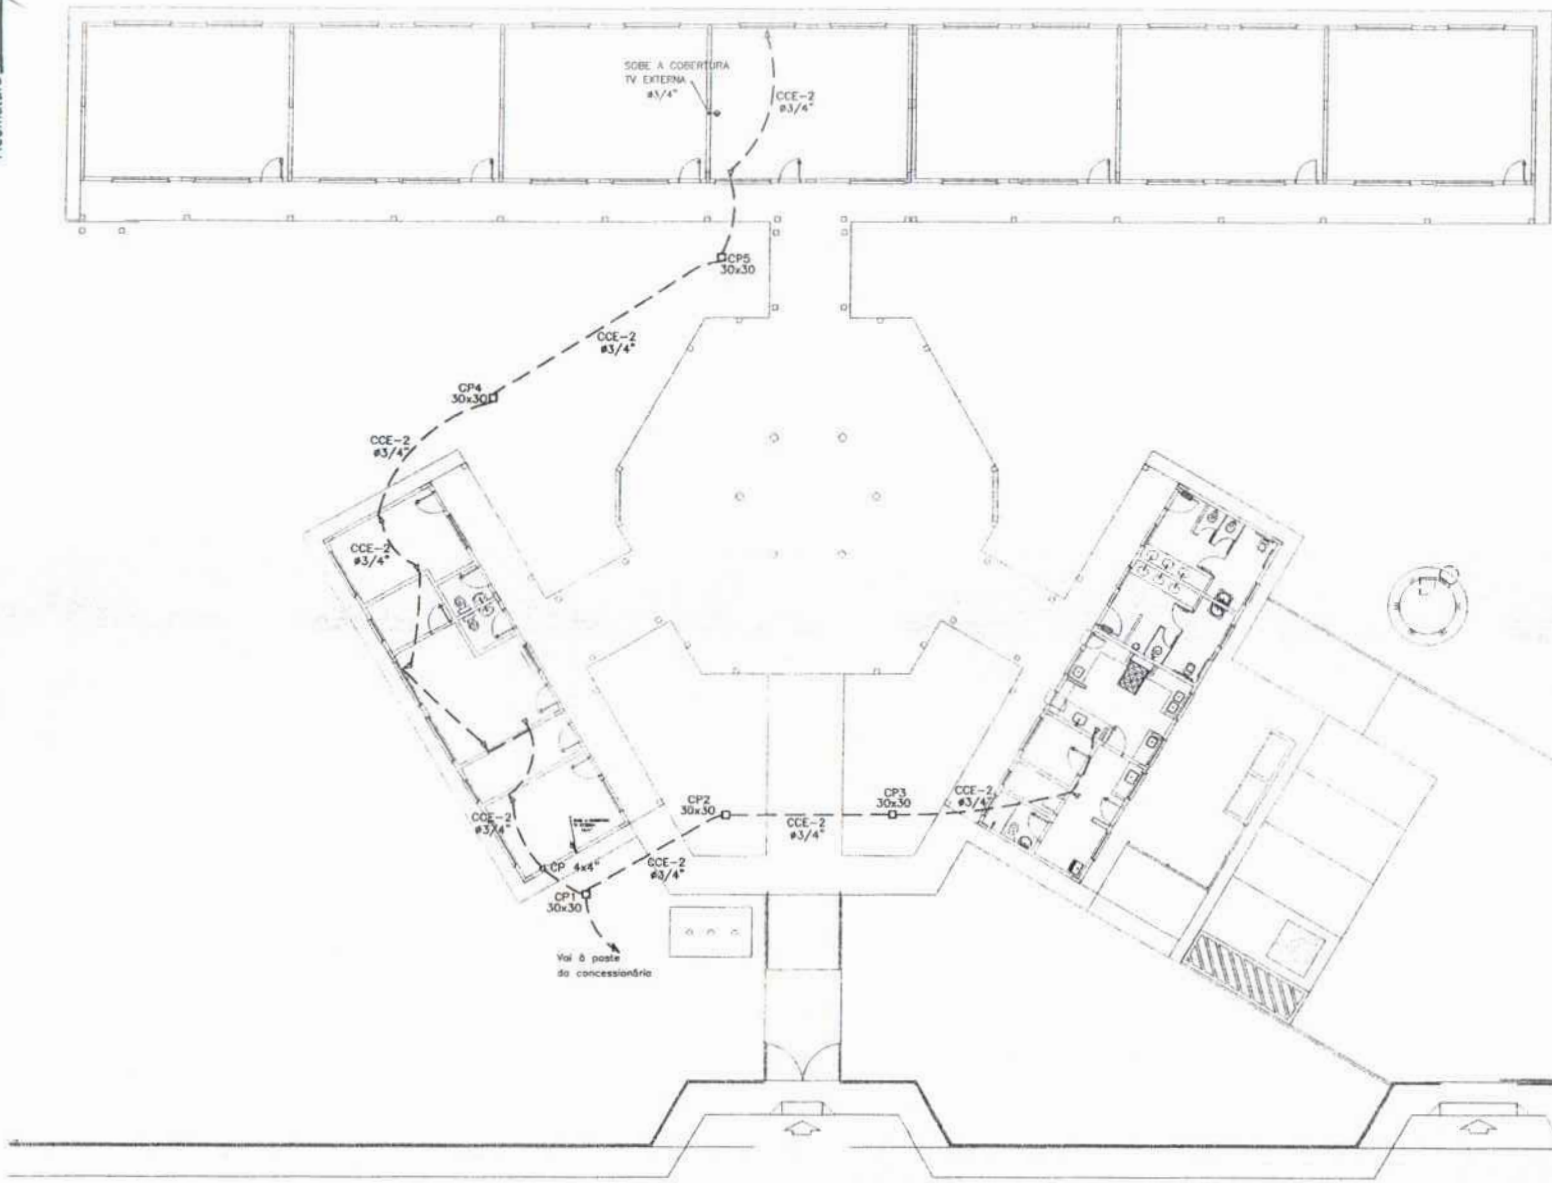 SOBE A COBERTURA
TV EXTERNA
ø3/4"
CCE-2
ø3/4"
CP5
30x30
CCE-2
ø3/4"
CP4
30x30
CCE-2
ø3/4"
CCE-2
ø3/4"
CP2
30x30
CP3
30x30
CCE-2
ø3/4"
CCE-2
ø3/4"
CCE-2
ø3/4"
CP 4x4"
CCE-2
ø3/4"
CP1
30x30
Vai à poste
da concessionária